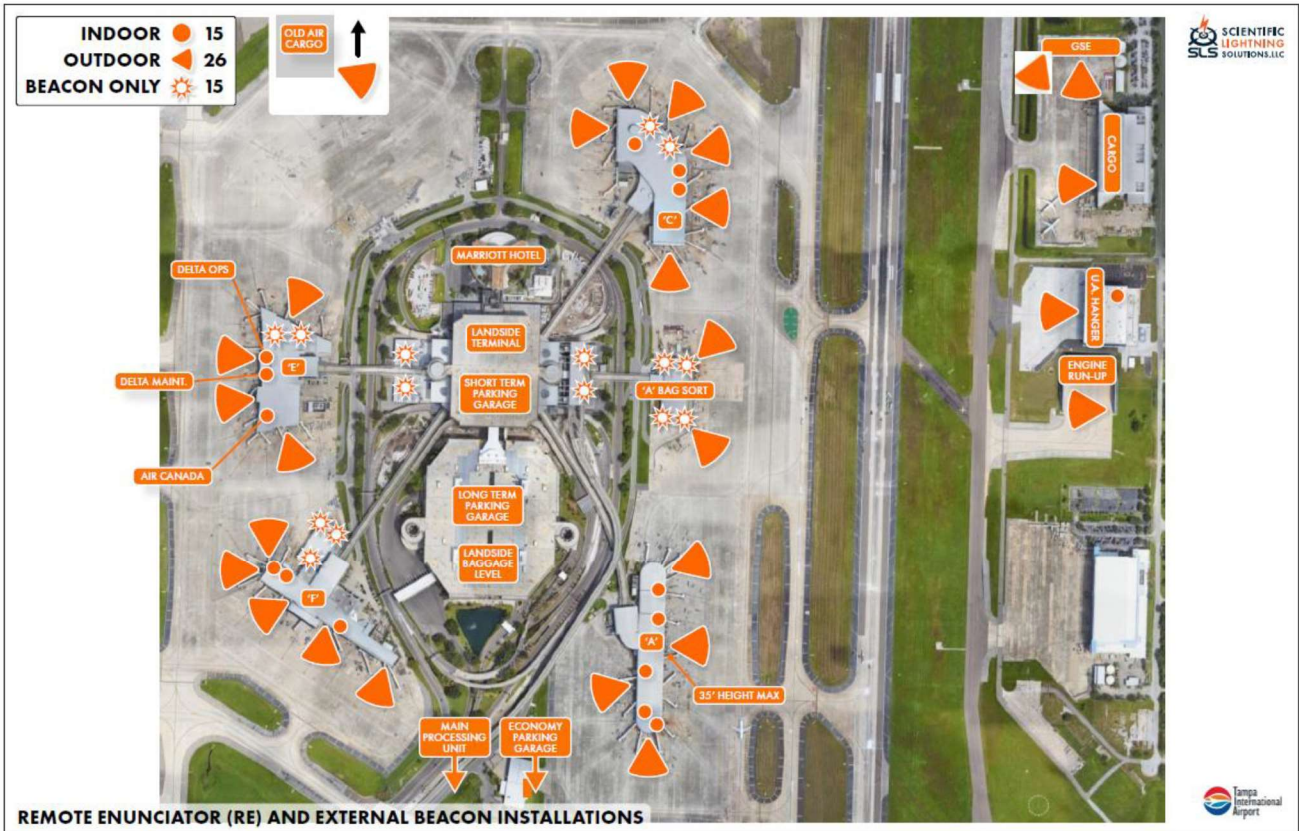 INDOOR 15
OUTDOOR 26
BEACON ONLY 15
OLD AIR
CARGO
SCIENTIFIC
LIGHTNING
SOLUTIONS,LLC
SLS
GSE
CARGO
'C'
MARRIOTT HOTEL
DELTA OPS
U.A. HANGER
LANDSIDE
TERMINAL
'E'
ENGINE
RUN-UP
DELTA MAINT.
SHORT TERM
PARKING
GARAGE
'A' BAG SORT
AIR CANADA
LONG TERM
PARKING
GARAGE
LANDSIDE
BAGGAGE
LEVEL
'F'
'A'
35' HEIGHT MAX
MAIN
PROCESSING
UNIT
ECONOMY
PARKING
GARAGE
REMOTE ENUNCIATOR (RE) AND EXTERNAL BEACON INSTALLATIONS
Tampa
International
Airport